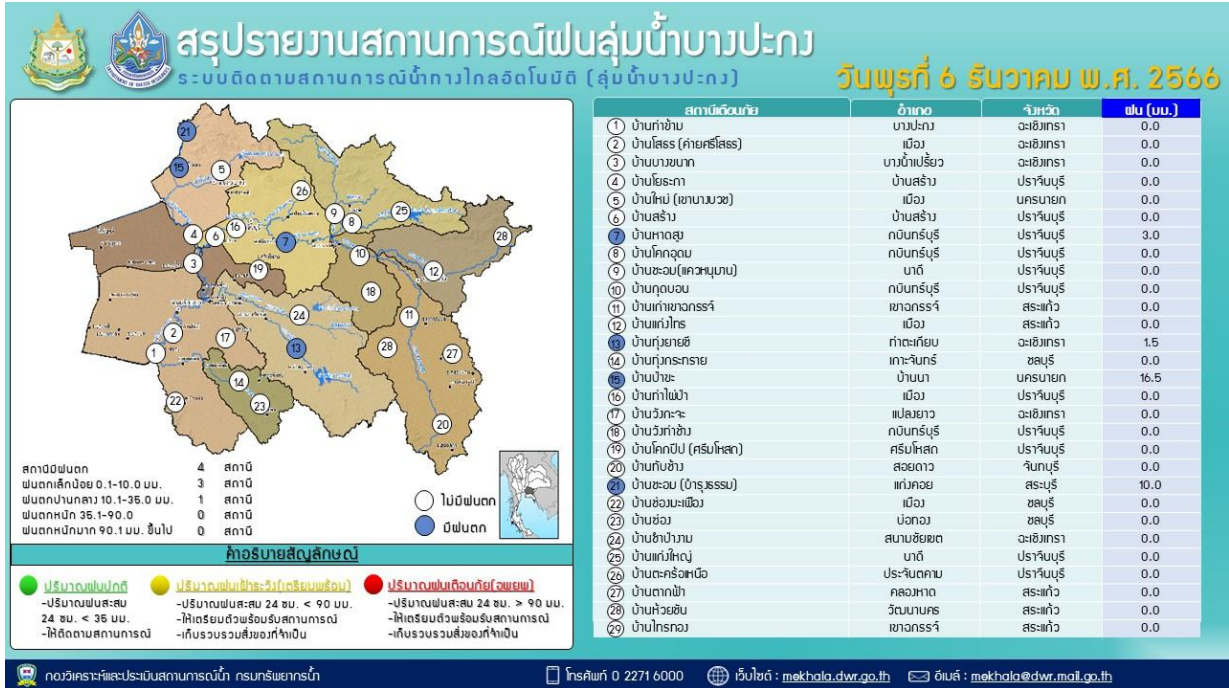 สรุปรายงานสถานการณ์ฝนลุ่มน้ำบางปะกง
ระบบติดตามสถานการณ์น้ำทางไกลอัตโนมัติ (ลุ่มน้ำบางปะกง)
วันพุธที่ 6 ธันวาคม พ.ศ. 2566
สถานีเตือนภัย อำเภอ จังหวัด ฝน (มม.)
1 บ้านท่าข้าม บางปะกง ฉะเชิงเทรา 0.0
2 บ้านโสธร (ค่ายศรีโสธร) เมือง ฉะเชิงเทรา 0.0
3 บ้านบางขนาก บางน้ำเปรี้ยว ฉะเชิงเทรา 0.0
4 บ้านโยธะกา บ้านสร้าง ปราจีนบุรี 0.0
5 บ้านใหม่ (เขานางบวช) เมือง นครนายก 0.0
6 บ้านสร้าง บ้านสร้าง ปราจีนบุรี 0.0
7 บ้านหาดสูง กบินทร์บุรี ปราจีนบุรี 3.0
8 บ้านโคกอุดม กบินทร์บุรี ปราจีนบุรี 0.0
9 บ้านชะอม(แควหนุมาน) นาดี ปราจีนบุรี 0.0
10 บ้านกุดบอน กบินทร์บุรี ปราจีนบุรี 0.0
11 บ้านเก่าเขาฉกรรจ์ เขาฉกรรจ์ สระแก้ว 0.0
12 บ้านแก่งไทร เมือง สระแก้ว 0.0
13 บ้านทุ่งยายชี ท่าตะเกียบ ฉะเชิงเทรา 1.5
14 บ้านทุ่งกระทราย เกาะจันทร์ ชลบุรี 0.0
15 บ้านป่าขะ บ้านนา นครนายก 16.5
16 บ้านท่าไผ่ป่า เมือง ปราจีนบุรี 0.0
17 บ้านวังกะจะ แปลงยาว ฉะเชิงเทรา 0.0
18 บ้านวังท่าช้าง กบินทร์บุรี ปราจีนบุรี 0.0
19 บ้านโคกปีป (ศรีมโหสถ) ศรีมโหสถ ปราจีนบุรี 0.0
20 บ้านทับช้าง สอยดาว จันทบุรี 0.0
21 บ้านชะอม (บำรุงธรรม) แก่งคอย สระบุรี 10.0
22 บ้านช่องมะเฟือง เมือง ชลบุรี 0.0
23 บ้านช่อง บ่อทอง ชลบุรี 0.0
24 บ้านชำป่างาม สนามชัยเขต ฉะเชิงเทรา 0.0
25 บ้านแก่งใหญ่ นาดี ปราจีนบุรี 0.0
26 บ้านตะคร้อเหนือ ประจันตคาม ปราจีนบุรี 0.0
27 บ้านตากฟ้า คลองหาด สระแก้ว 0.0
28 บ้านห้วยชัน วัฒนานคร สระแก้ว 0.0
29 บ้านไทรทอง เขาฉกรรจ์ สระแก้ว 0.0
21
15
5
26
9
25
16
8
4
6
7
28
10
3
19
12
18
24
11
2
17
13
28
27
1
14
22
23
20
สถานีมีฝนตก 4 สถานี
ฝนตกเล็กน้อย 0.1-10.0 มม. 3 สถานี
ฝนตกปานกลาง 10.1-35.0 มม. 1 สถานี
ฝนตกหนัก 35.1-90.0 0 สถานี
ฝนตกหนักมาก 90.1 มม. ขึ้นไป 0 สถานี
ไม่มีฝนตก
มีฝนตก
คำอธิบายสัญลักษณ์
ปริมาณฝนปกติ
-ปริมาณฝนสะสม
24 ชม. < 35 มม.
-ให้ติดตามสถานการณ์
ปริมาณฝนเฝ้าระวัง(เตรียมพร้อม)
-ปริมาณฝนสะสม 24 ชม. < 90 มม.
-ให้เตรียมตัวพร้อมรับสถานการณ์
-เก็บรวบรวมสิ่งของที่จำเป็น
ปริมาณฝนเตือนภัย(อพยพ)
-ปริมาณฝนสะสม 24 ชม. > 90 มม.
-ให้เตรียมตัวพร้อมรับสถานการณ์
-เก็บรวบรวมสิ่งของที่จำเป็น
กองวิเคราะห์และประเมินสถานการณ์น้ำ กรมทรัพยากรน้ำ
โทรศัพท์ 0 2271 6000
เว็บไซต์ : mekhala.dwr.go.th
อีเมล์ : mekhala@dwr.mail.go.th